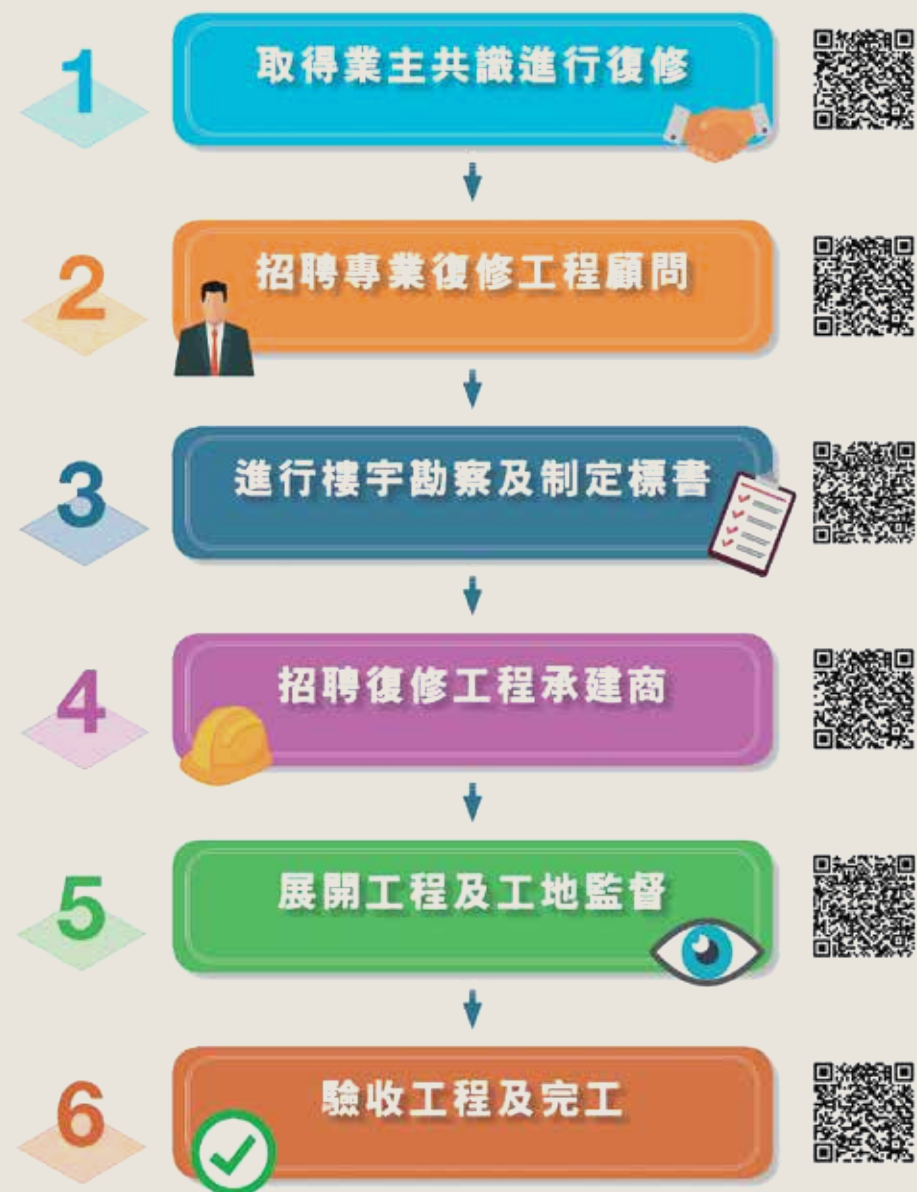 1
取得業主共識進行復修
2
招聘專業復修工程顧問
3
進行樓宇勘察及制定標書
4
招聘復修工程承建商
5
展開工程及工地監督
6
驗收工程及完工